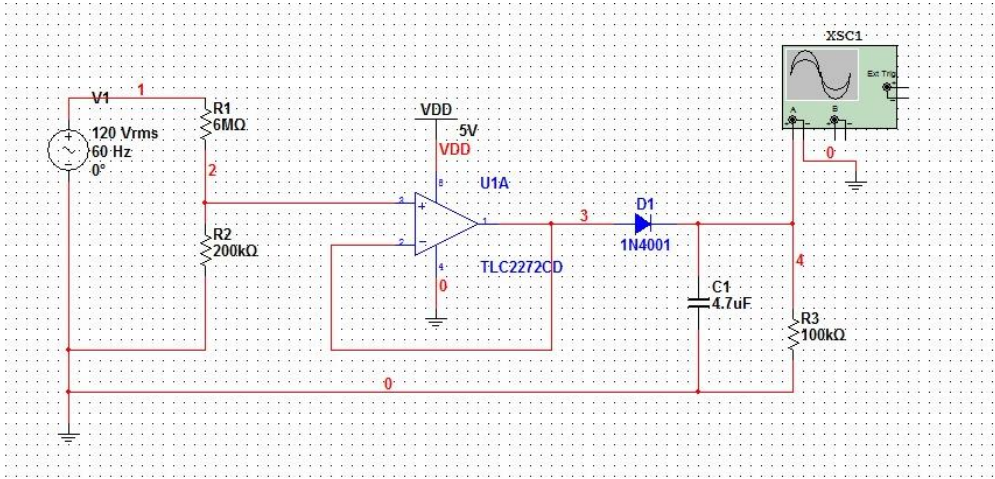 XSC1
Ext Trig
+
-
A
B
+ -
+ -
0
V1
1
120 Vrms
60 Hz
0°
+
-
R1
6MΩ
2
R2
200kΩ
VDD
5V
VDD
8
U1A
3
+
2
-
1
4
TLC2272CD
0
3
D1
1N4001
C1
4.7uF
4
R3
100kΩ
0